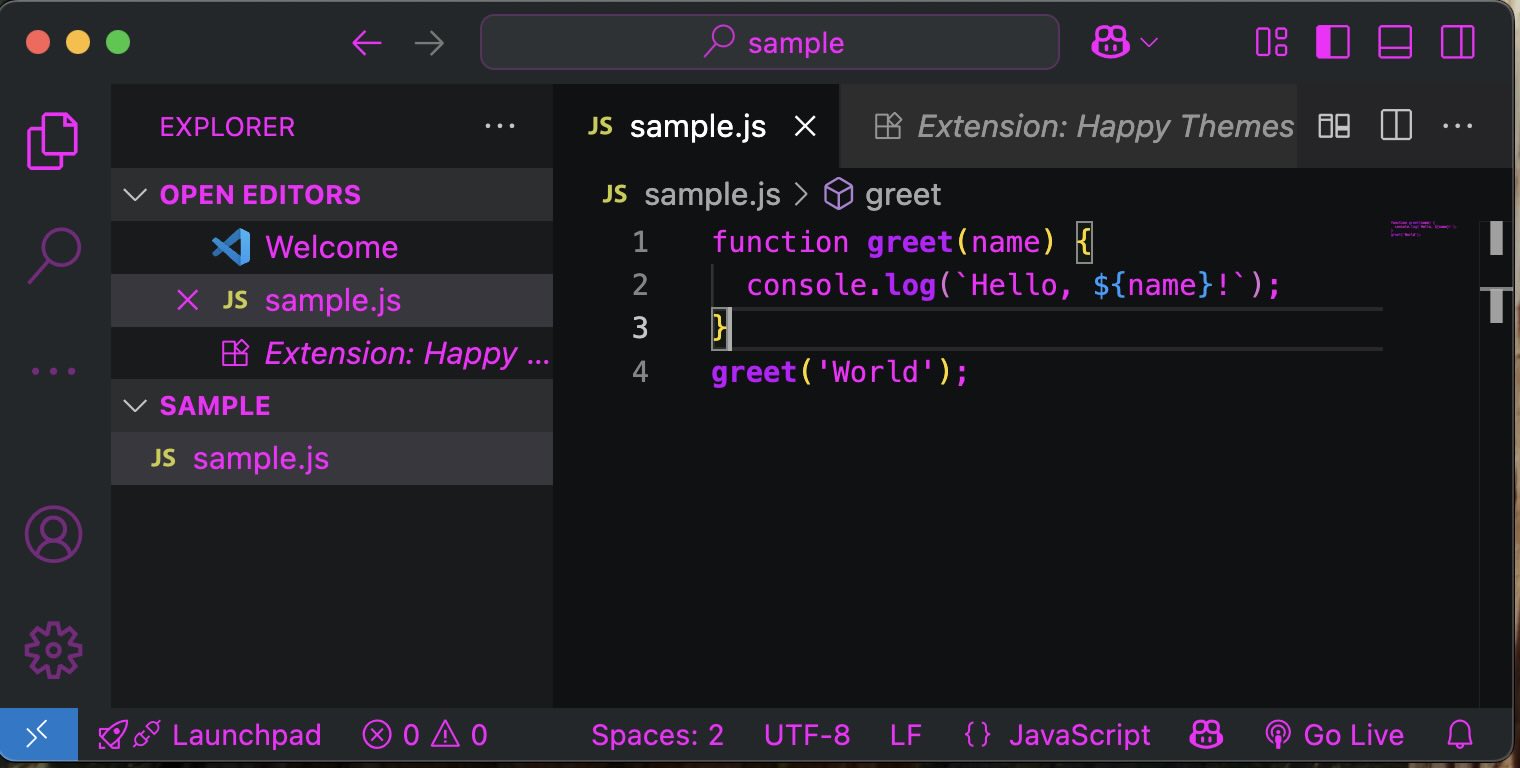 sample
EXPLORER
JS sample.js
Extension: Happy Themes
OPEN EDITORS
Welcome
JS sample.js
Extension: Happy ...
SAMPLE
JS sample.js
JS sample.js > greet
1 function greet(name) {
2 console.log(`Hello, ${name}!`);
3 }
4 greet('World');
Launchpad 0 0 Spaces: 2 UTF-8 LF {} JavaScript Go Live